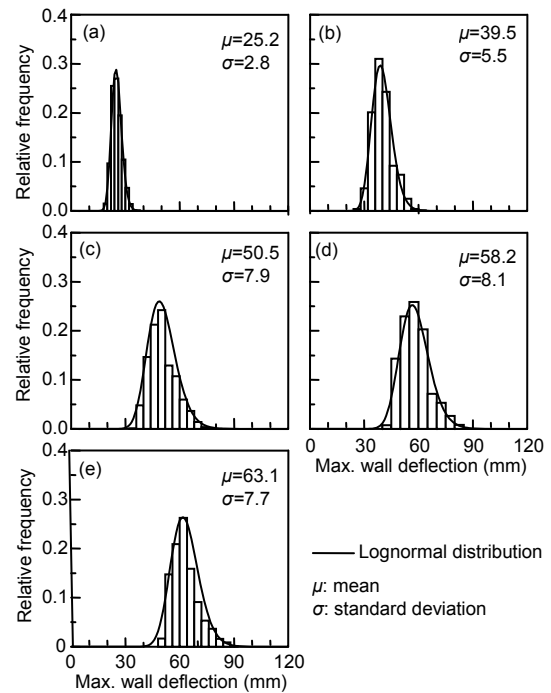 (a)
μ=25.2
σ=2.8
Relative frequency
0.4
0.3
0.2
0.1
0.0
(b)
μ=39.5
σ=5.5
(c)
μ=50.5
σ=7.9
Relative frequency
0.4
0.3
0.2
0.1
0.0
(d)
μ=58.2
σ=8.1
0 30 60 90 120
Max. wall deflection (mm)
(e)
μ=63.1
σ=7.7
Relative frequency
0.4
0.3
0.2
0.1
0
0 30 60 90 120
Max. wall deflection (mm)
Lognormal distribution
μ: mean
σ: standard deviation